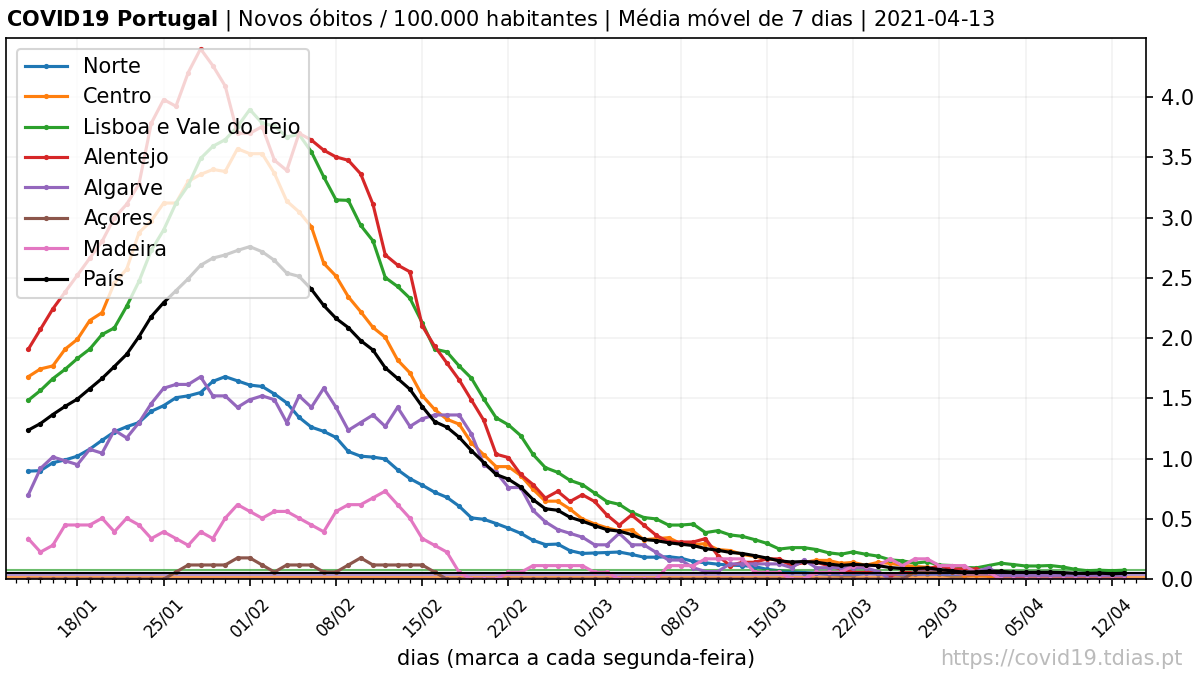 COVID19 Portugal | Novos óbitos / 100.000 habitantes | Média móvel de 7 dias | 2021-04-13
Norte
Centro
Lisboa e Vale do Tejo
Alentejo
Algarve
Açores
Madeira
País
4.0
3.5
3.0
2.5
2.0
1.5
1.0
0.5
0.0
18/01
25/01
01/02
08/02
15/02
22/02
01/03
08/03
15/03
22/03
29/03
05/04
12/04
dias (marca a cada segunda-feira)
https://covid19.tdias.pt